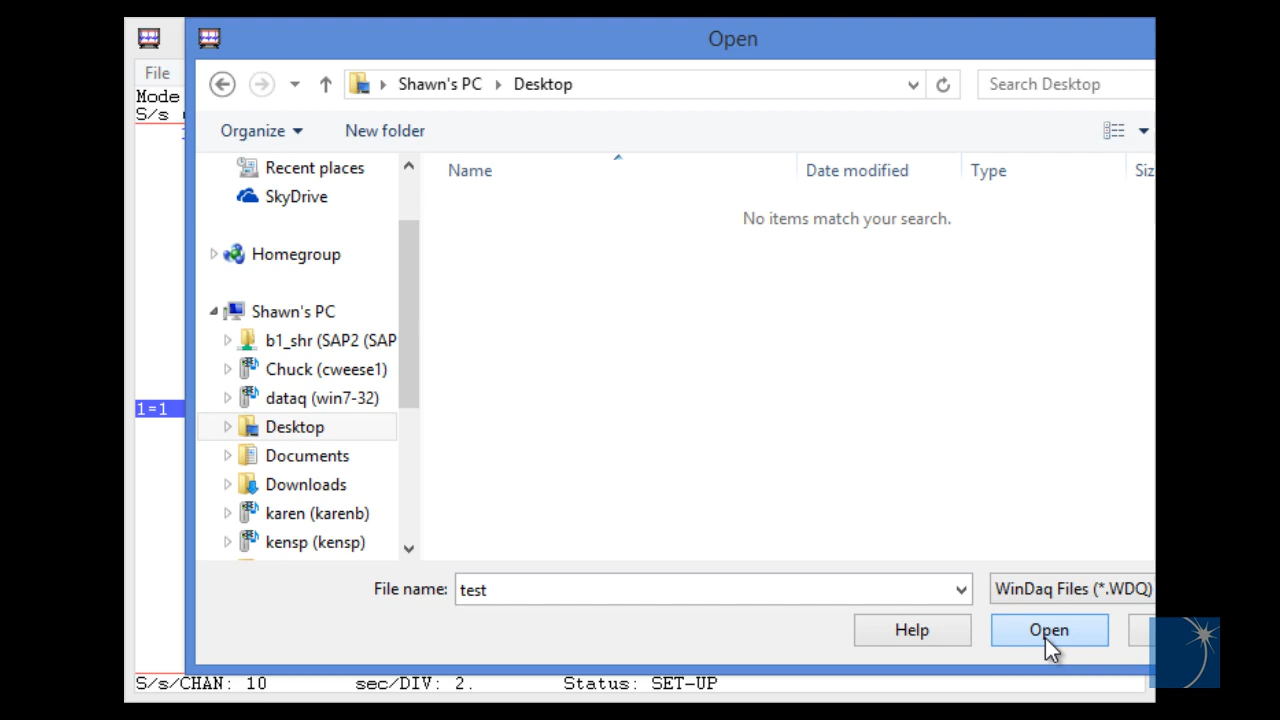 Open
File
Shawn's PC Desktop
Search Desktop
Mode
S/s
Organize New folder
Name Date modified Type Siz
Recent places
No items match your search.
SkyDrive
Homegroup
Shawn's PC
b1_shr (SAP2 (SAP
Chuck (cweese1)
dataq (win7-32)
1=1
Desktop
Documents
Downloads
karen (karenb)
kensp (kensp)
File name: test WinDaq Files (*.WDQ)
Help Open
S/s/CHAN: 10 sec/DIV: 2. Status: SET-UP